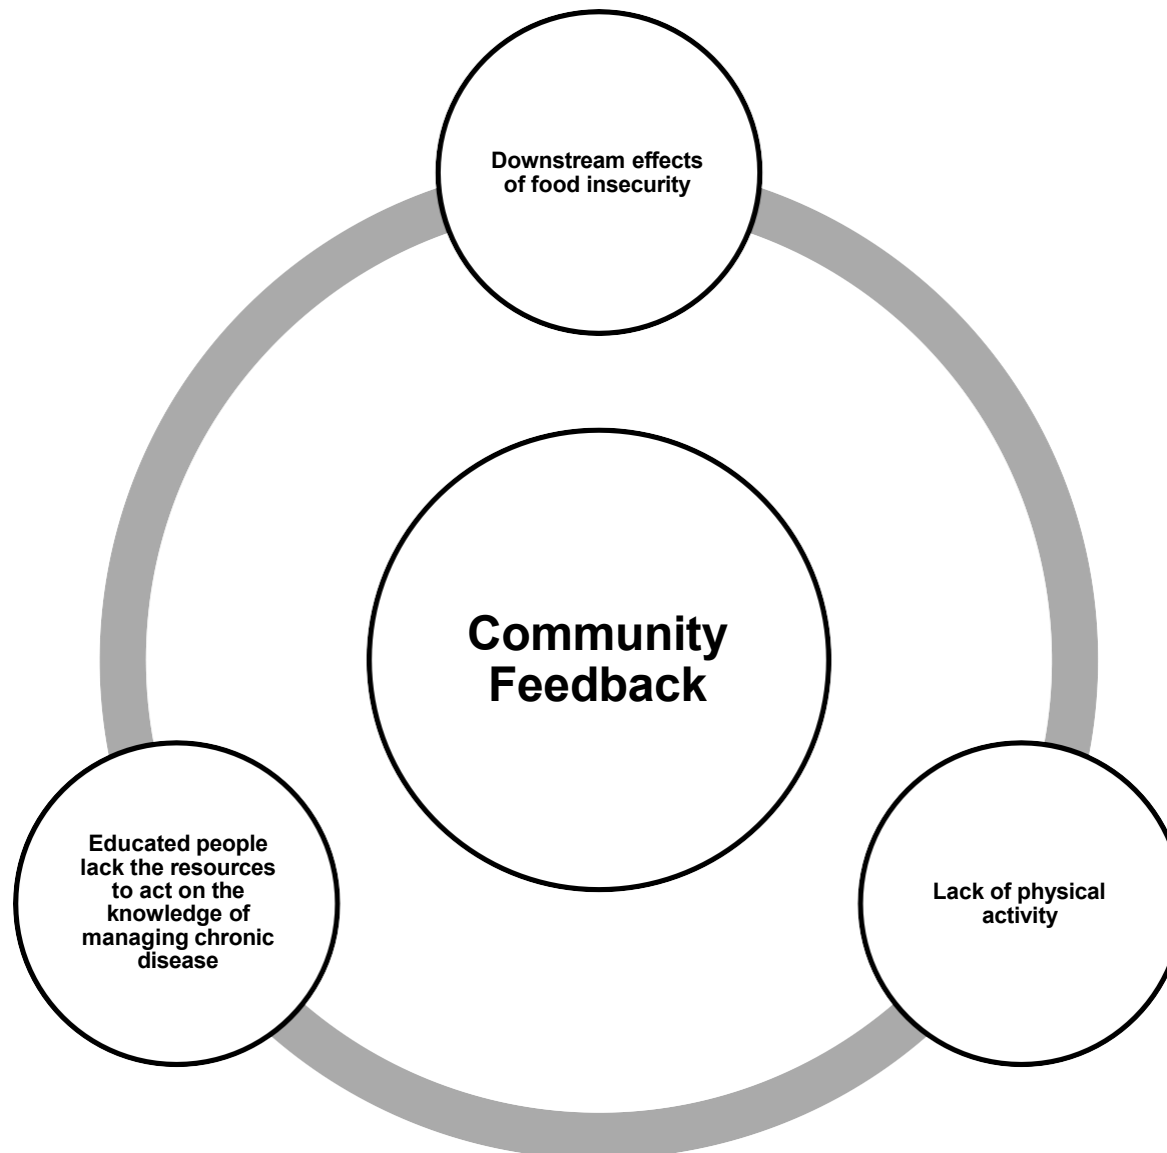 Downstream effects
of food insecurity
Community
Feedback
Educated people
lack the resources
to act on the
knowledge of
managing chronic
disease
Lack of physical
activity